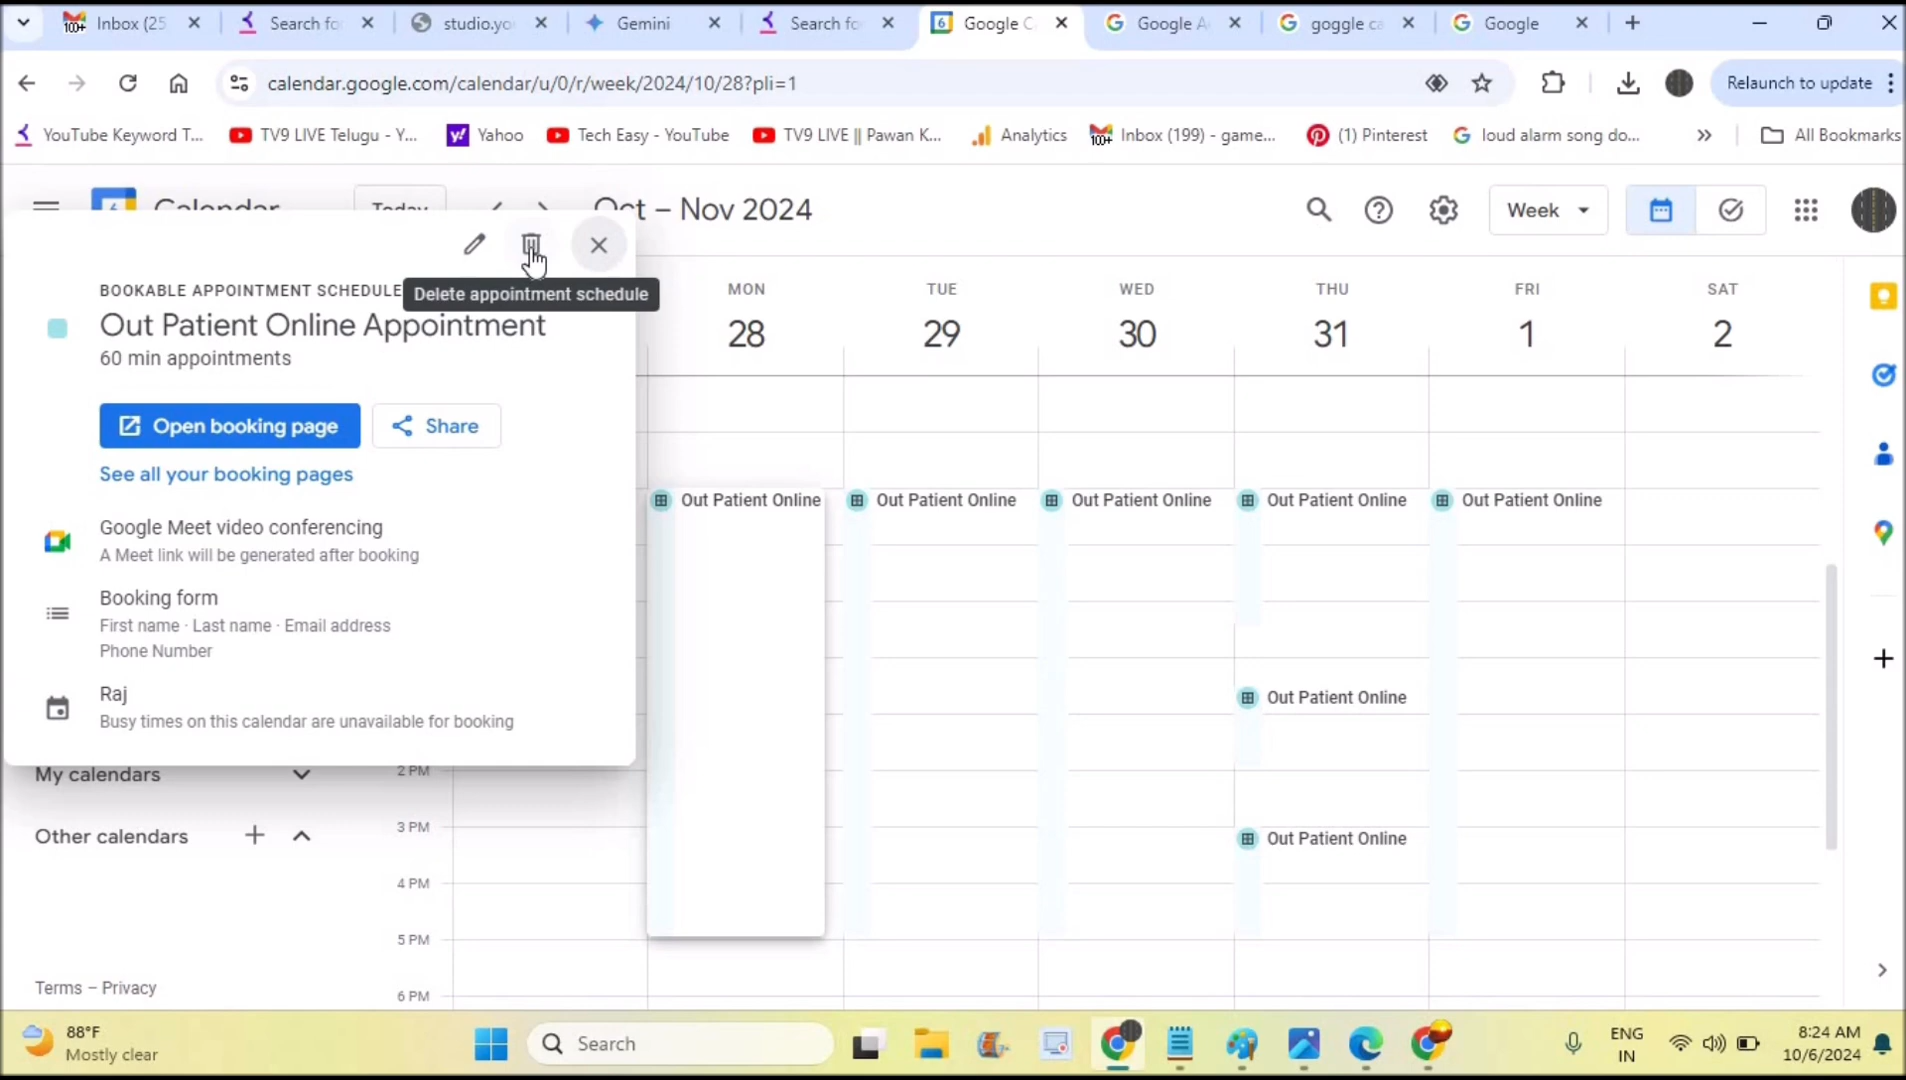 Inbox (25
Search fo
studio.yo
Gemini
Search fo
Google C
Google A
goggle ca
Google
calendar.google.com/calendar/u/0/r/week/2024/10/28?pli=1
Relaunch to update
YouTube Keyword T...
TV9 LIVE Telugu - Y...
Yahoo
Tech Easy - YouTube
TV9 LIVE || Pawan K...
Analytics
Inbox (199) - game...
(1) Pinterest
loud alarm song do...
All Bookmarks
Calendar
Today
Oct – Nov 2024
Week
Delete appointment schedule
BOOKABLE APPOINTMENT SCHEDULE
Out Patient Online Appointment
60 min appointments
Open booking page
Share
See all your booking pages
Google Meet video conferencing
A Meet link will be generated after booking
Booking form
First name · Last name · Email address
Phone Number
Raj
Busy times on this calendar are unavailable for booking
My calendars
Other calendars
Terms – Privacy
MON
28
TUE
29
WED
30
THU
31
FRI
1
SAT
2
Out Patient Online
Out Patient Online
Out Patient Online
Out Patient Online
Out Patient Online
Out Patient Online
Out Patient Online
2 PM
3 PM
4 PM
5 PM
6 PM
88°F
Mostly clear
Search
ENG
IN
8:24 AM
10/6/2024